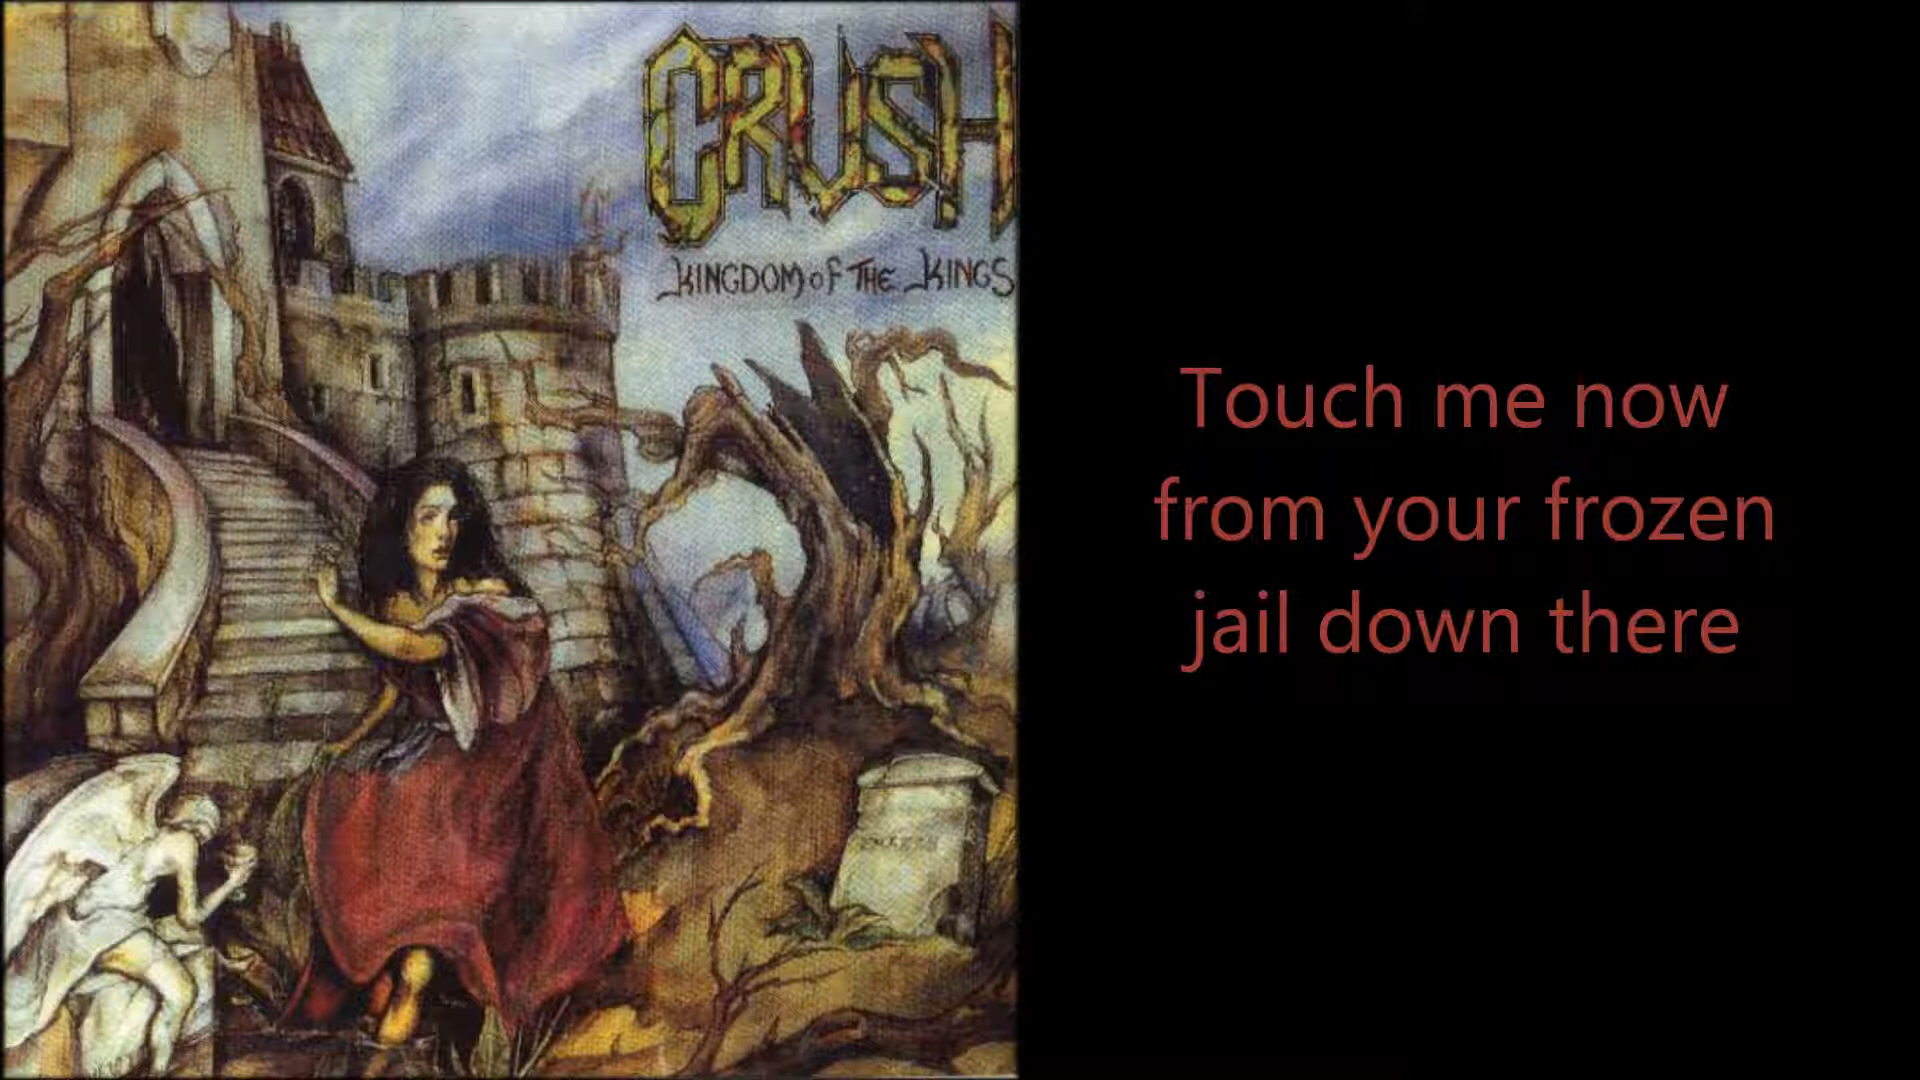 CRUSH
KINGDOM of THE KINGS
Touch me now
from your frozen
jail down there